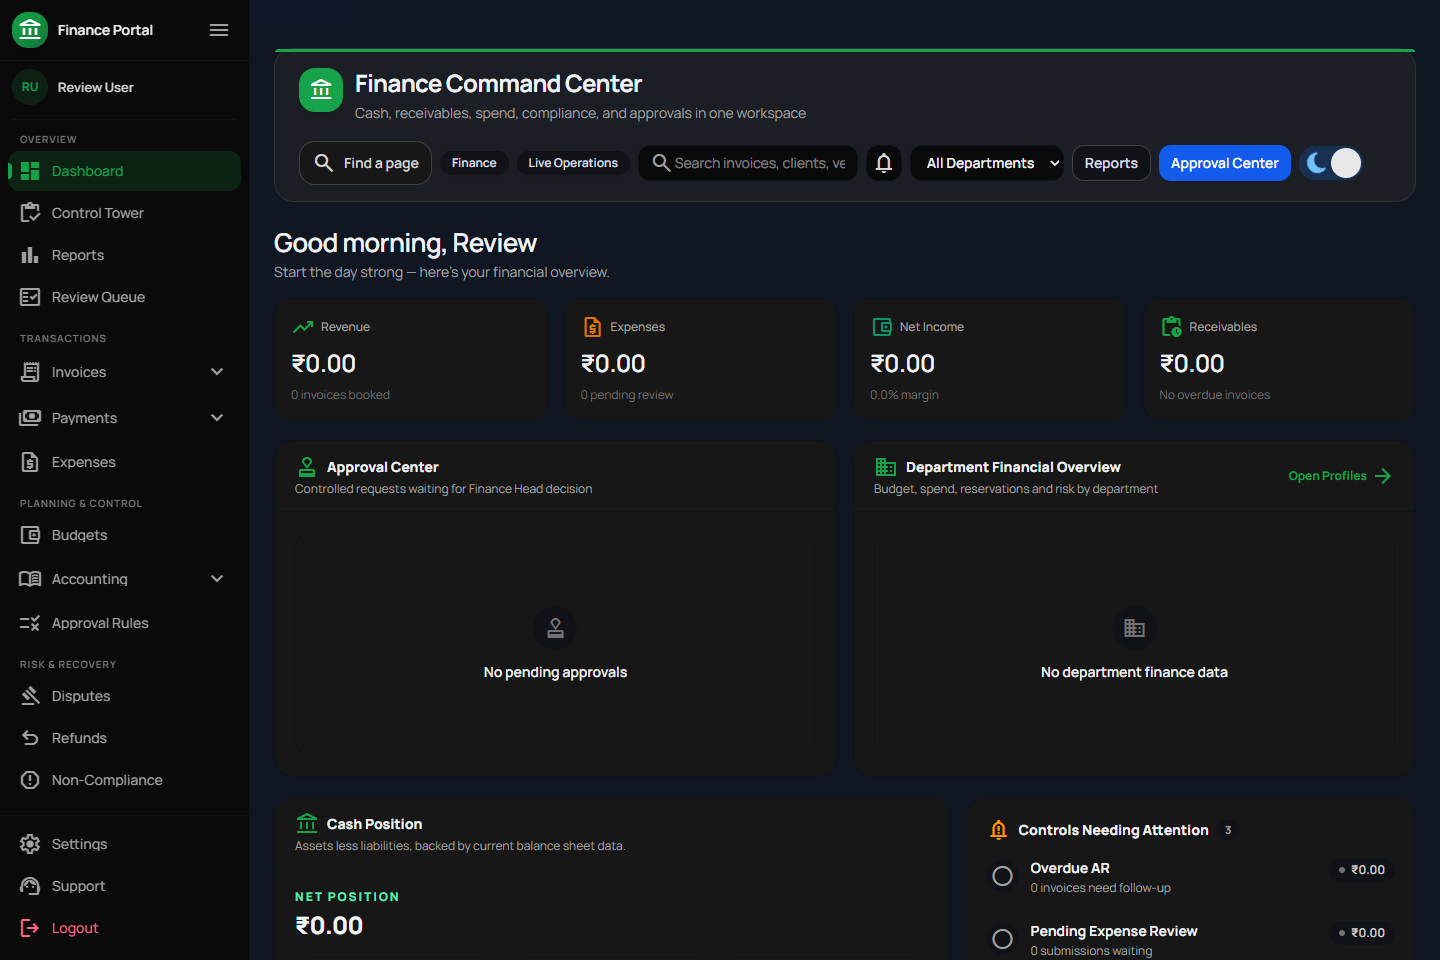 Finance Portal
RU
Review User
OVERVIEW
Dashboard
Control Tower
Reports
Review Queue
TRANSACTIONS
Invoices
Payments
Expenses
PLANNING & CONTROL
Budgets
Accounting
Approval Rules
RISK & RECOVERY
Disputes
Refunds
Non-Compliance
Settings
Support
Logout
Finance Command Center
Cash, receivables, spend, compliance, and approvals in one workspace
Find a page
Finance
Live Operations
Search invoices, clients, ve
All Departments
Reports
Approval Center
Good morning, Review
Start the day strong — here's your financial overview.
Revenue
₹0.00
0 invoices booked
Expenses
₹0.00
0 pending review
Net Income
₹0.00
0.0% margin
Receivables
₹0.00
No overdue invoices
Approval Center
Controlled requests waiting for Finance Head decision
No pending approvals
Department Financial Overview
Budget, spend, reservations and risk by department
Open Profiles
No department finance data
Cash Position
Assets less liabilities, backed by current balance sheet data.
NET POSITION
₹0.00
Controls Needing Attention 3
Overdue AR
₹0.00
0 invoices need follow-up
Pending Expense Review
₹0.00
0 submissions waiting